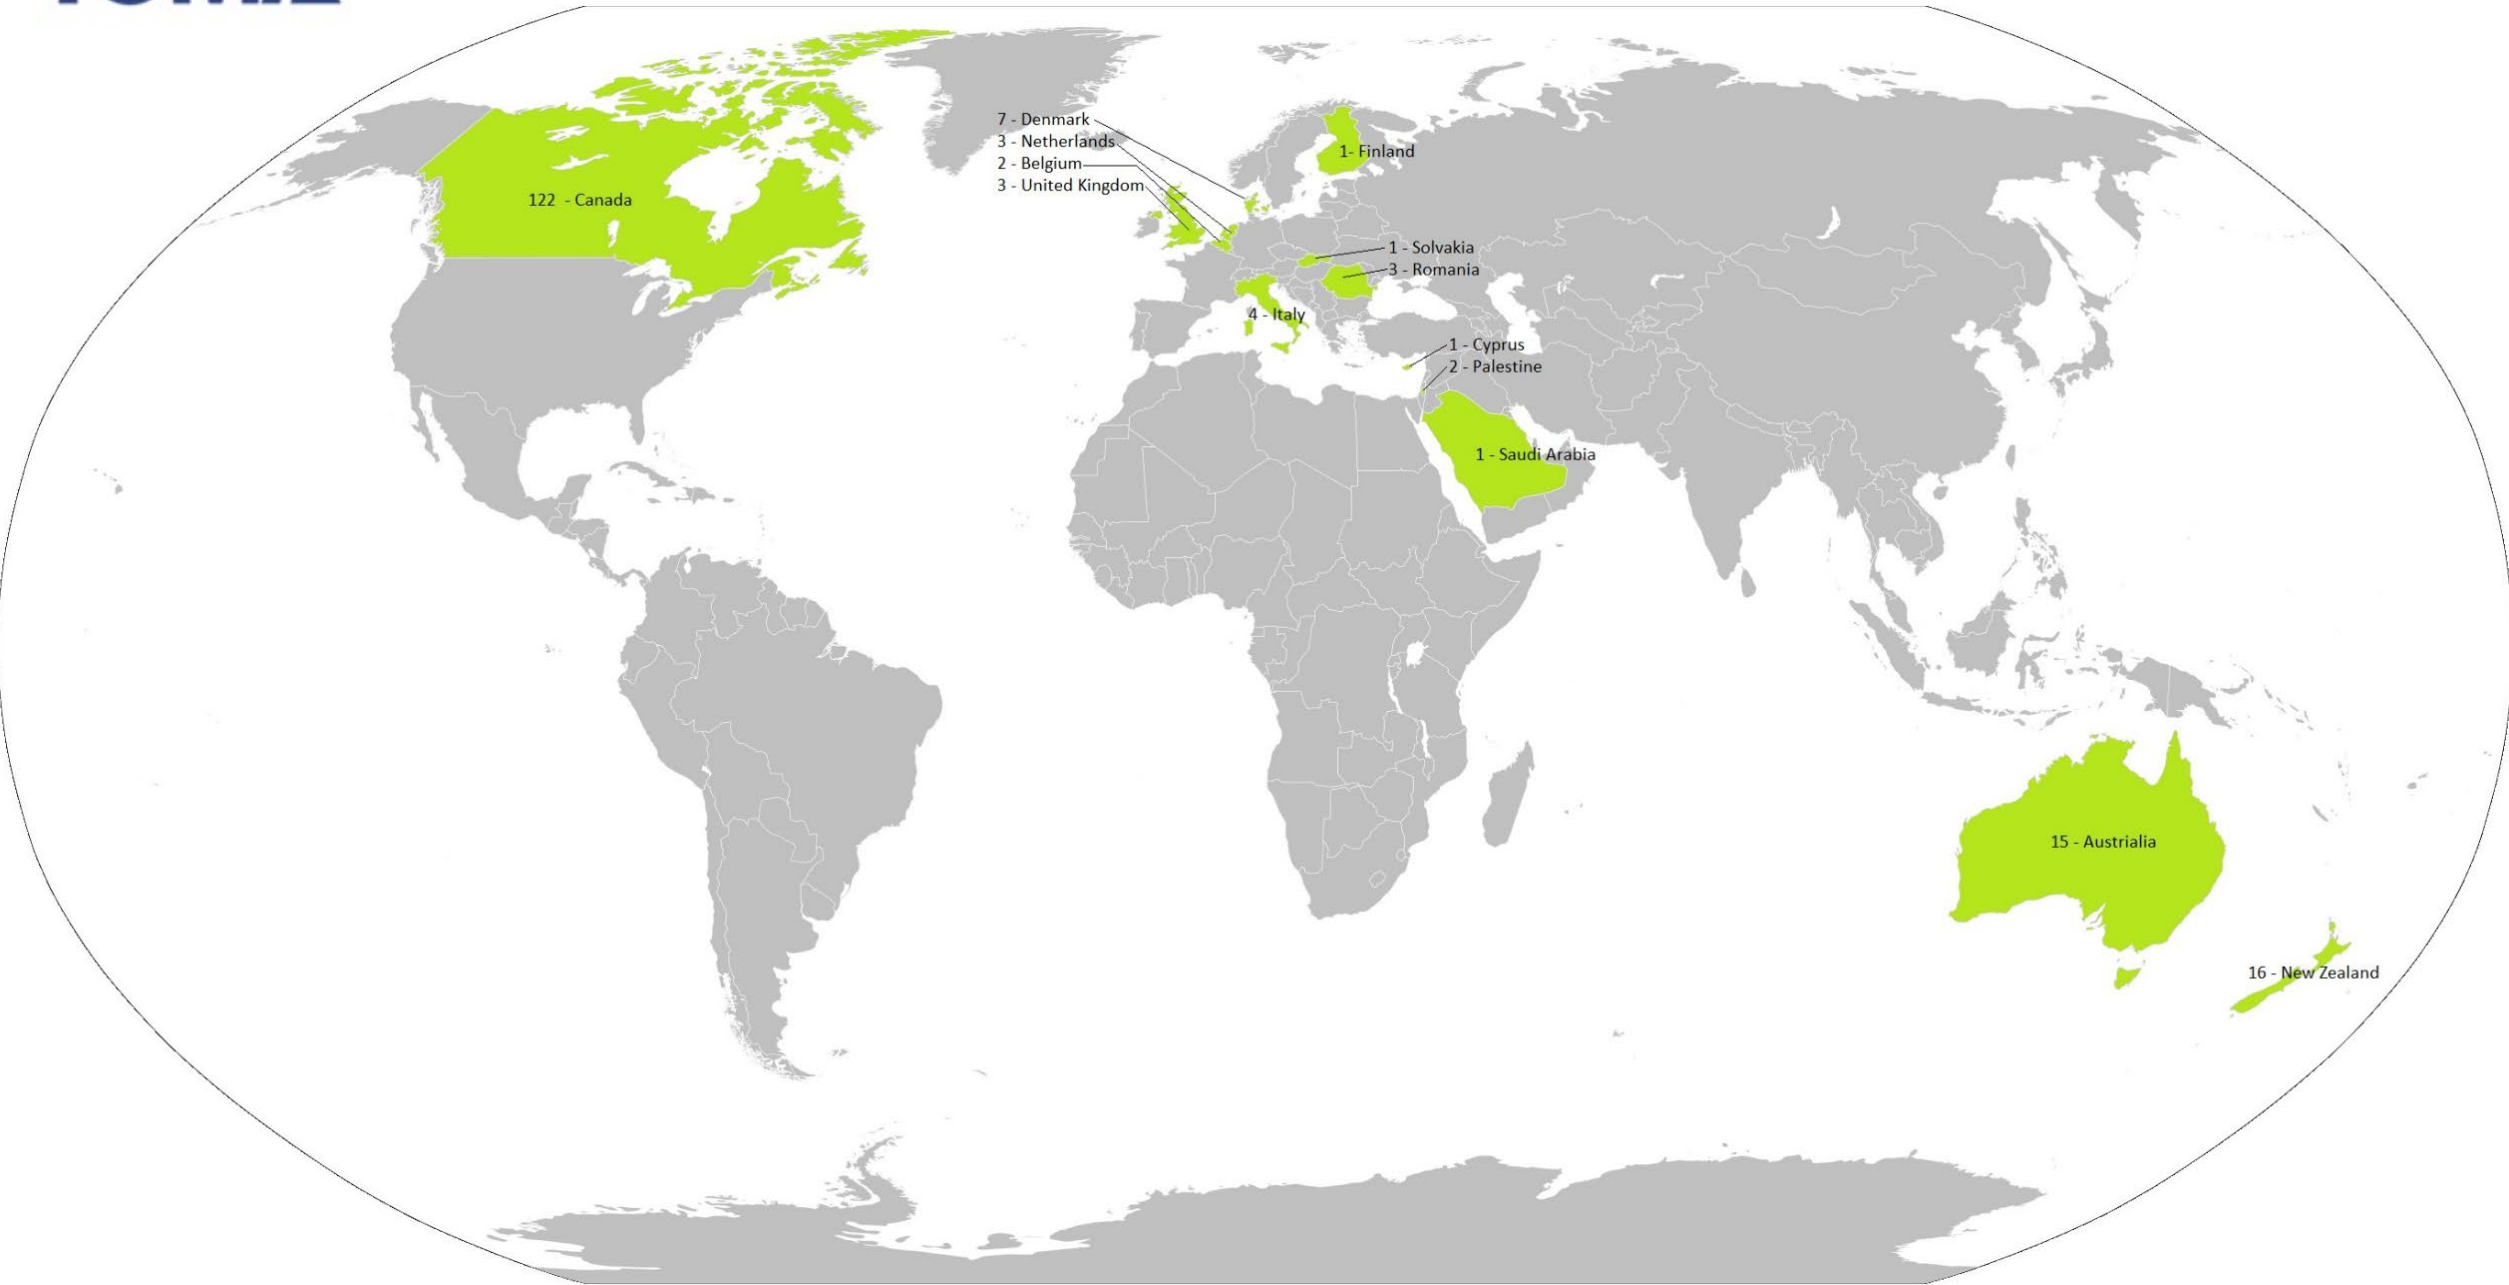 7 - Denmark
3 - Netherlands
2 - Belgium
3 - United Kingdom
1- Finland
122 - Canada
1 - Solvakia
3 - Romania
4 - Italy
1 - Cyprus
2 - Palestine
1 - Saudi Arabia
15 - Austrialia
16 - New Zealand